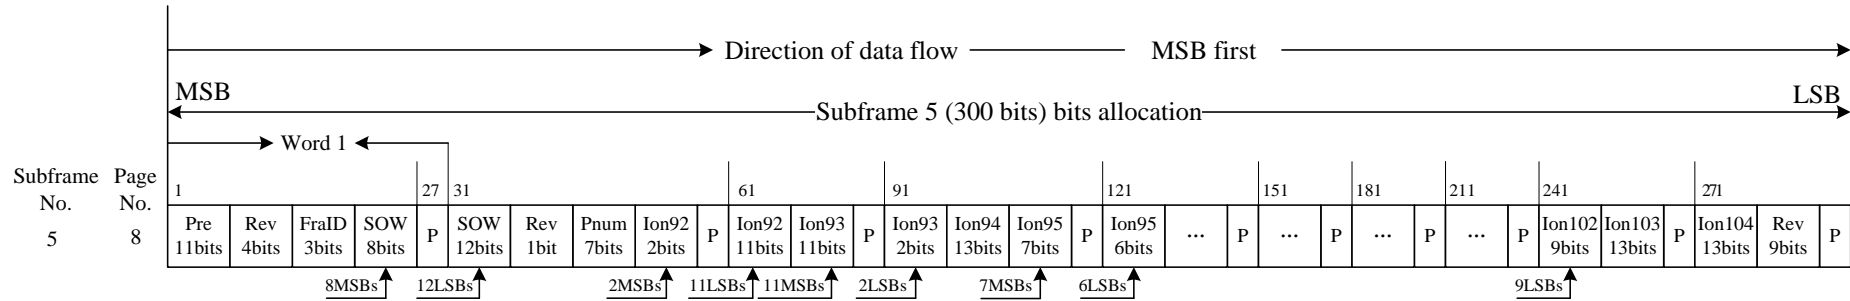 Direction of data flow MSB first
MSB LSB
Subframe 5 (300 bits) bits allocation
Word 1
Subframe No. Page No.
1 27 31 61 91 121 151 181 211 241 271
5 8
Pre 11bits
Rev 4bits
FraID 3bits
SOW 8bits
P
SOW 12bits
Rev 1bit
Pnum 7bits
Ion92 2bits
P
Ion92 11bits
Ion93 11bits
P
Ion93 2bits
Ion94 13bits
Ion95 7bits
P
Ion95 6bits
...
P
...
P
...
P
...
P
Ion102 9bits
Ion103 13bits
P
Ion104 13bits
Rev 9bits
P
8MSBs 12LSBs 2MSBs 11LSBs 11MSBs 2LSBs 7MSBs 6LSBs 9LSBs